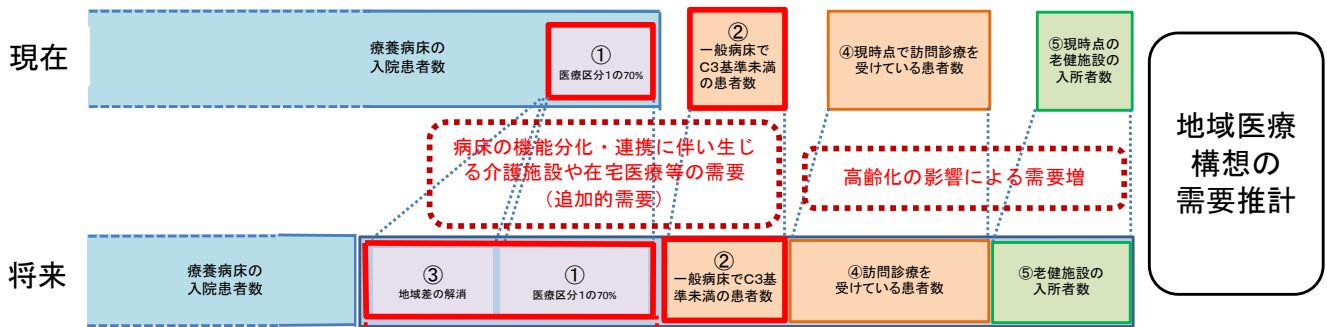 現在
療養病床の
入院患者数
①
医療区分1の70%
②
一般病床で
C3基準未満
の患者数
④現時点で訪問診療を
受けている患者数
⑤現時点の
老健施設の
入所者数
病床の機能分化・連携に伴い生じ
る介護施設や在宅医療等の需要
（追加的需要）
高齢化の影響による需要増
地域医療
構想の
需要推計
将来
療養病床の
入院患者数
③
地域差の解消
①
医療区分1の70%
②
一般病床でC3基
準未満の患者数
④訪問診療を
受けている患者数
⑤老健施設の
入所者数